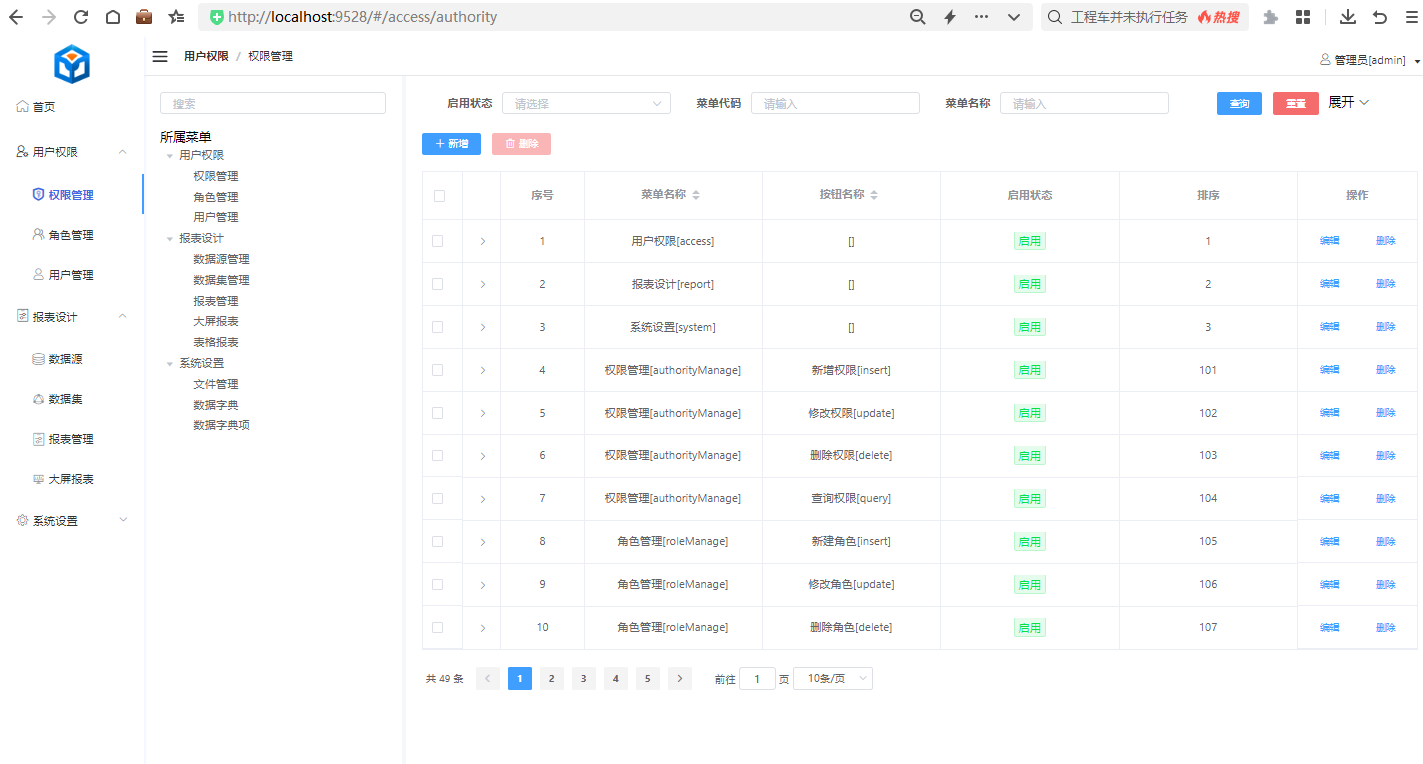 http://localhost:9528/#/access/authority
工程车并未执行任务 热搜
用户权限 / 权限管理
管理员[admin]
首页
用户权限
权限管理
角色管理
用户管理
报表设计
数据源
数据集
报表管理
大屏报表
系统设置
搜索
所属菜单
用户权限
权限管理
角色管理
用户管理
报表设计
数据源管理
数据集管理
报表管理
大屏报表
表格报表
系统设置
文件管理
数据字典
数据字典项
启用状态 请选择 菜单代码 请输入 菜单名称 请输入 查询 重置 展开
新增 删除
序号 菜单名称 按钮名称 启用状态 排序 操作
1 用户权限[access] [] 启用 1 编辑 删除
2 报表设计[report] [] 启用 2 编辑 删除
3 系统设置[system] [] 启用 3 编辑 删除
4 权限管理[authorityManage] 新增权限[insert] 启用 101 编辑 删除
5 权限管理[authorityManage] 修改权限[update] 启用 102 编辑 删除
6 权限管理[authorityManage] 删除权限[delete] 启用 103 编辑 删除
7 权限管理[authorityManage] 查询权限[query] 启用 104 编辑 删除
8 角色管理[roleManage] 新建角色[insert] 启用 105 编辑 删除
9 角色管理[roleManage] 修改角色[update] 启用 106 编辑 删除
10 角色管理[roleManage] 删除角色[delete] 启用 107 编辑 删除
共 49 条 1 2 3 4 5 前往 1 页 10条/页